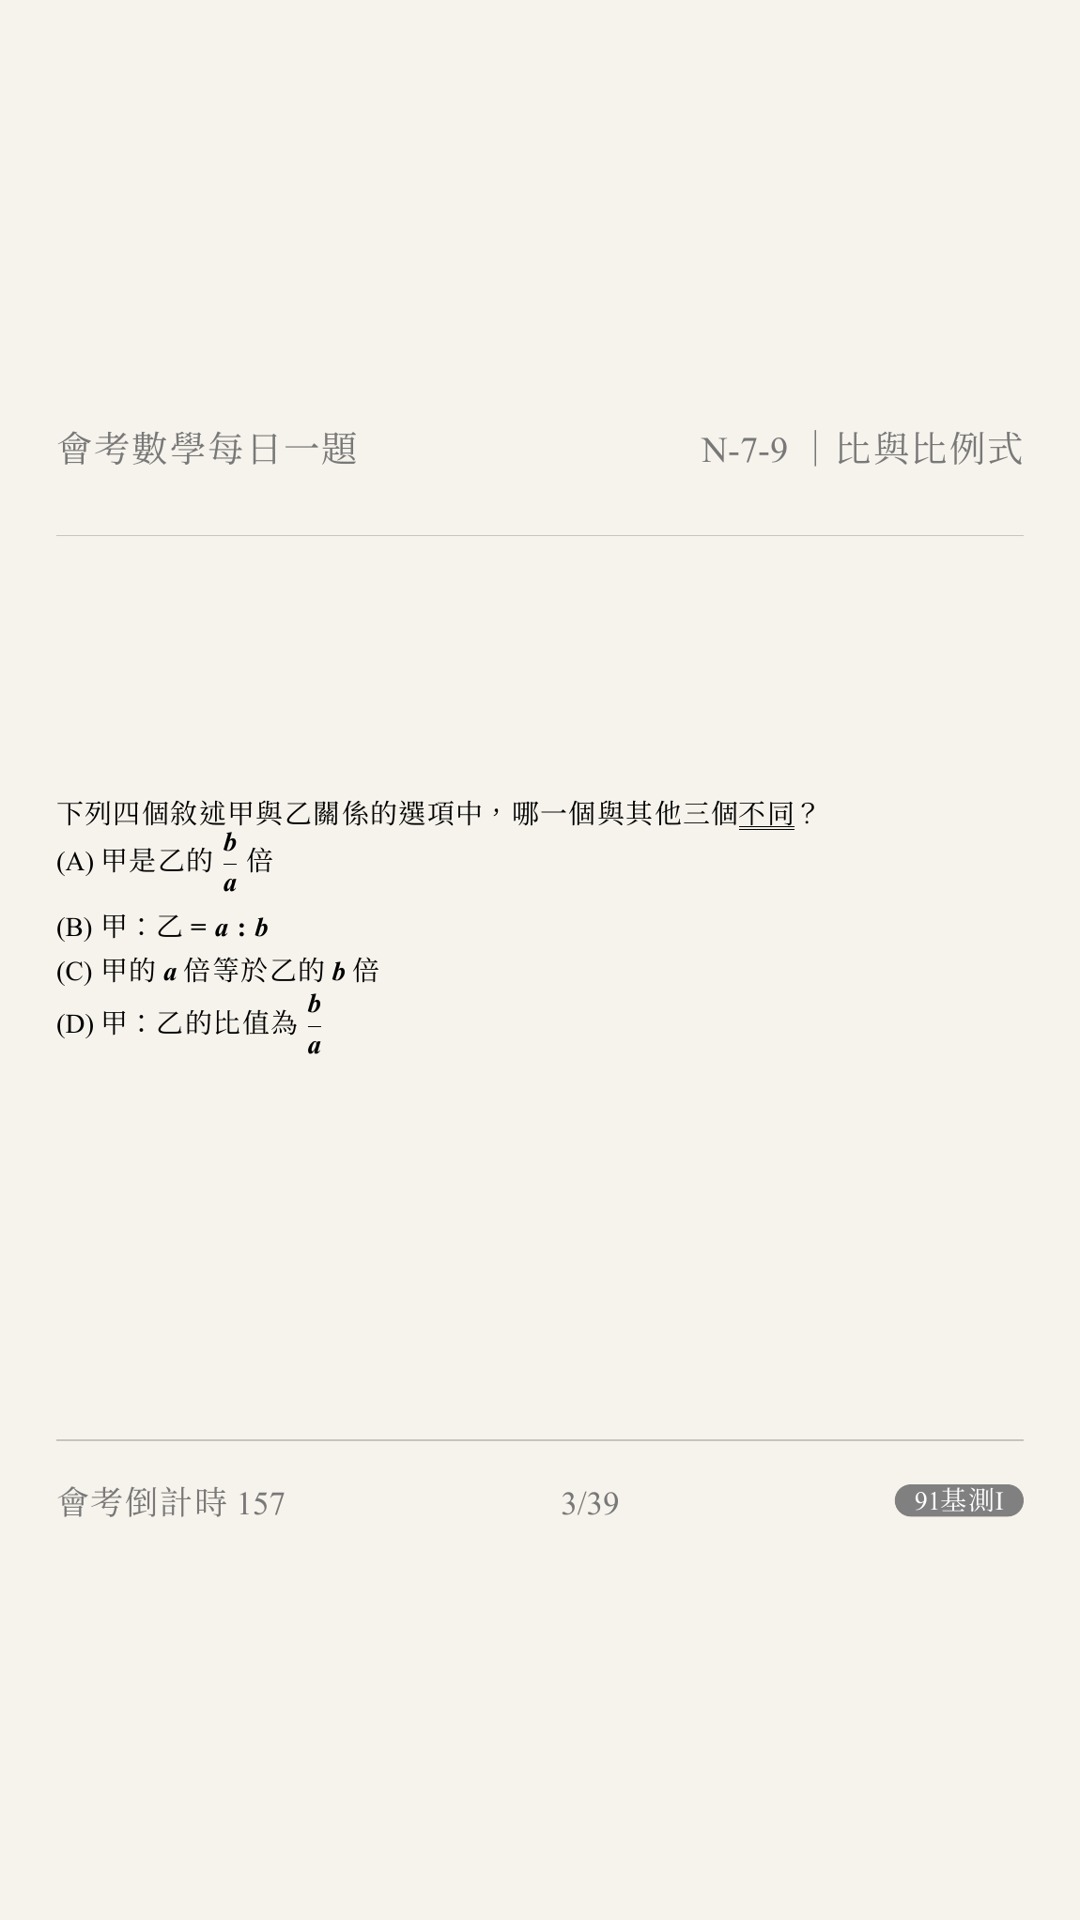 會考數學每日一題
N-7-9 | 比與比例式
下列四個敘述甲與乙關係的選項中，哪一個與其他三個不同？
(A) 甲是乙的 b/a 倍
(B) 甲：乙 = a : b
(C) 甲的 a 倍等於乙的 b 倍
(D) 甲：乙的比值為 b/a
會考倒計時 157
3/39
91基測I